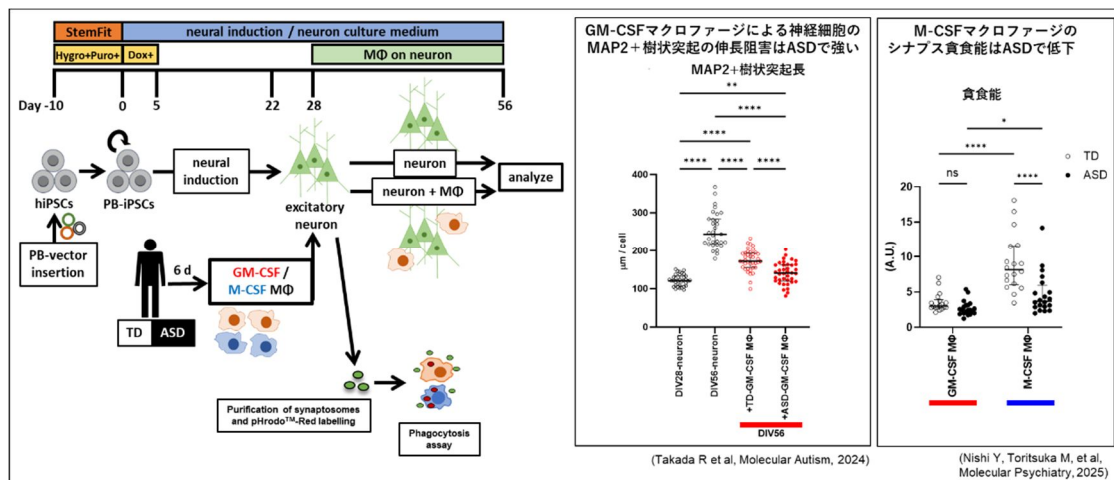 StemFit
neural induction / neuron culture medium
Hygro+Puro+
Dox+
MΦ on neuron
Day -10
0
5
22
28
56
hiPSCs
PB-iPSCs
neural
induction
excitatory
neuron
neuron
neuron + MΦ
analyze
PB-vector
insertion
6 d
GM-CSF /
M-CSF MΦ
TD
ASD
Purification of synaptosomes
and pHrodo™-Red labelling
Phagocytosis
assay
GM-CSFマクロファージによる神経細胞の
MAP2+樹状突起の伸長阻害はASDで強い
MAP2+樹状突起長
**
****
****
**** **** ****
400
300
200
100
0
μm / cell
DIV28-neuron
DIV56-neuron
+TD-GM-CSF MΦ
+ASD-GM-CSF MΦ
DIV56
(Takada R et al, Molecular Autism, 2024)
M-CSFマクロファージの
シナプス貪食能はASDで低下
貪食能
*
****
ns
****
TD
ASD
20
15
10
5
0
(A.U.)
GM-CSF MΦ
M-CSF MΦ
(Nishi Y, Toritsuka M, et al,
Molecular Psychiatry, 2025)